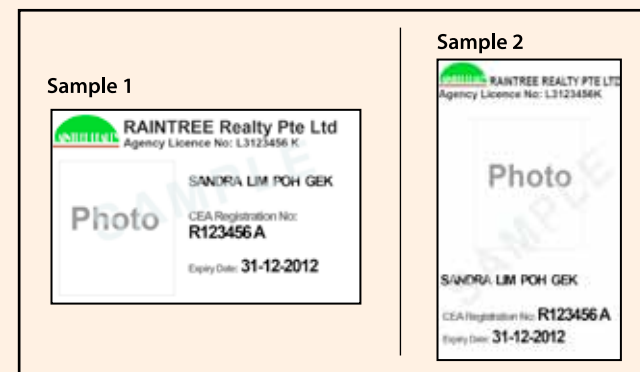 Sample 1
RAINTREE Realty Pte Ltd
Agency Licence No: L3123456 K
Photo
SANDRA LIM POH GEK
CEA Registration No:
R123456 A
Expiry Date: 31-12-2012
SAMPLE
Sample 2
RAINTREE REALTY PTE LTD
Agency Licence No: L3123456K
Photo
SANDRA LIM POH GEK
CEA Registration No: R123456 A
Expiry Date: 31-12-2012
SAMPLE